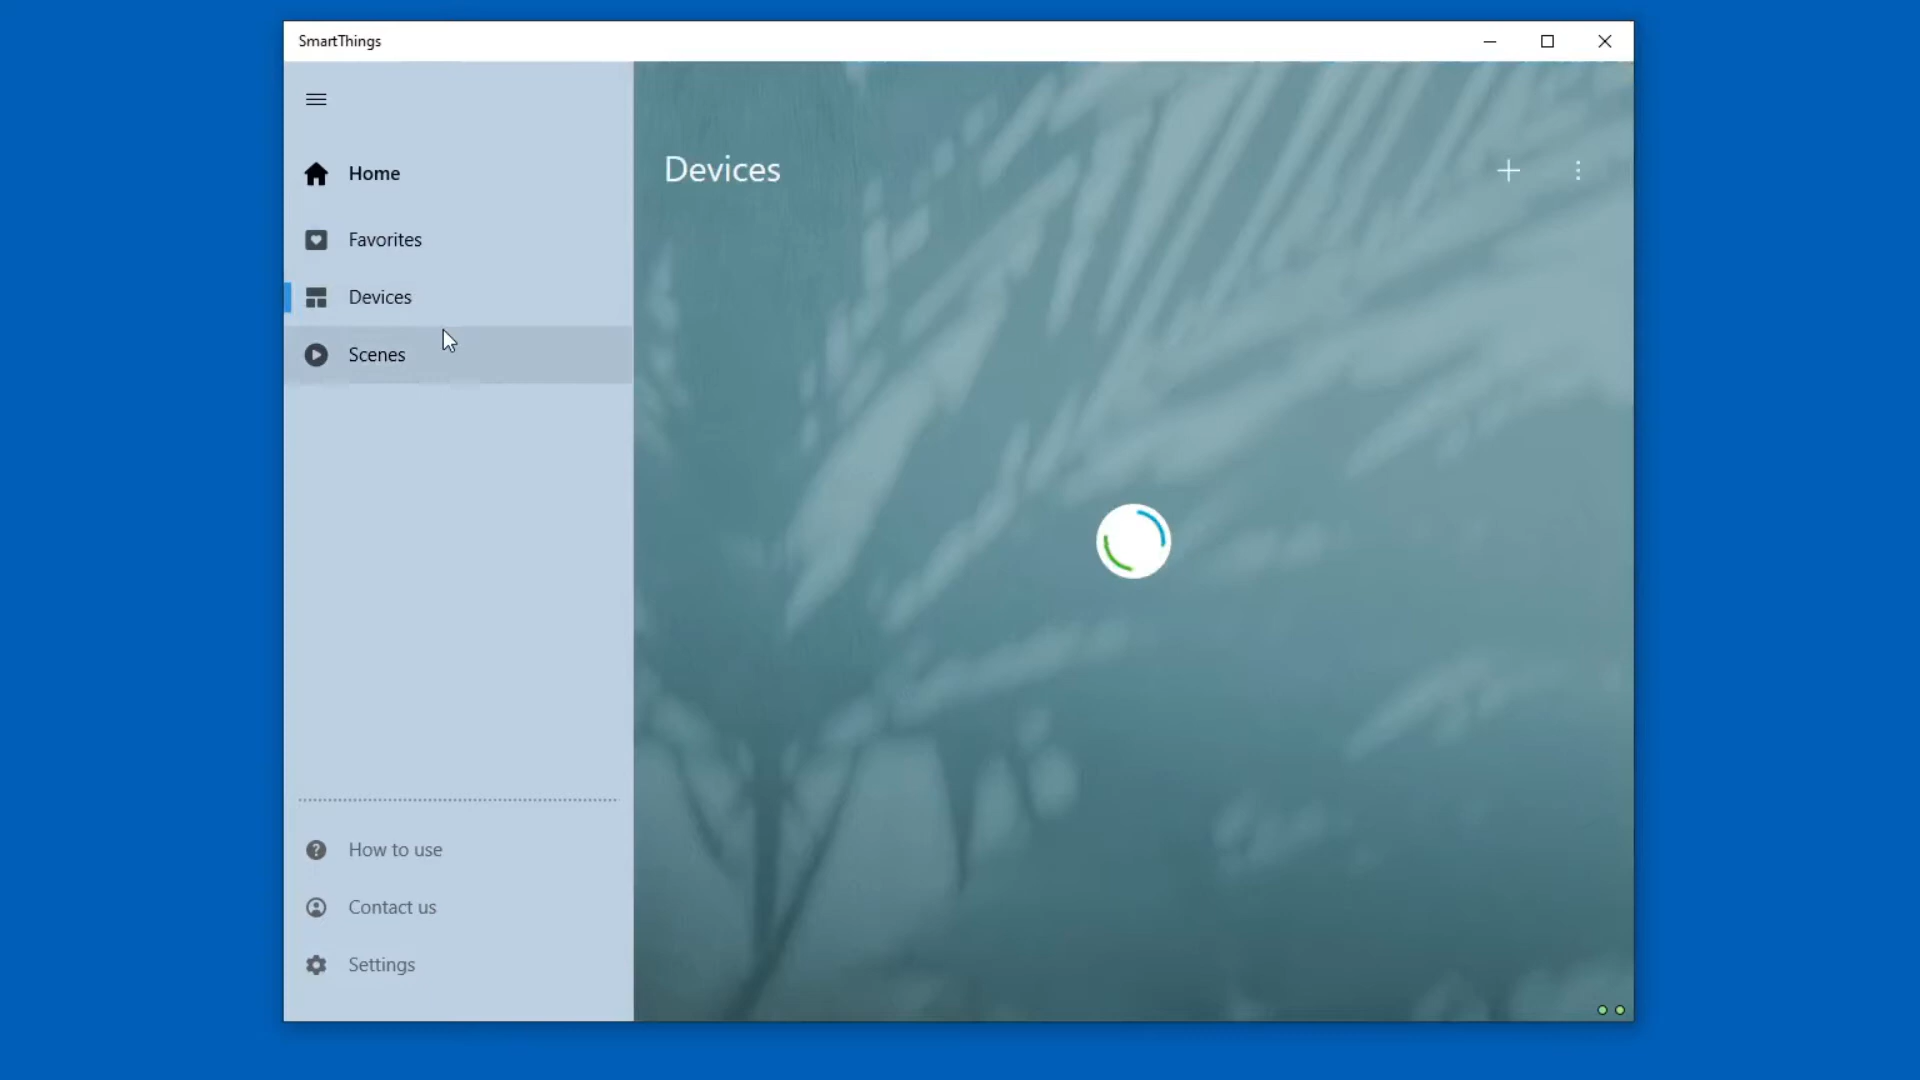 SmartThings
Home
Favorites
Devices
Scenes
How to use
Contact us
Settings
Devices